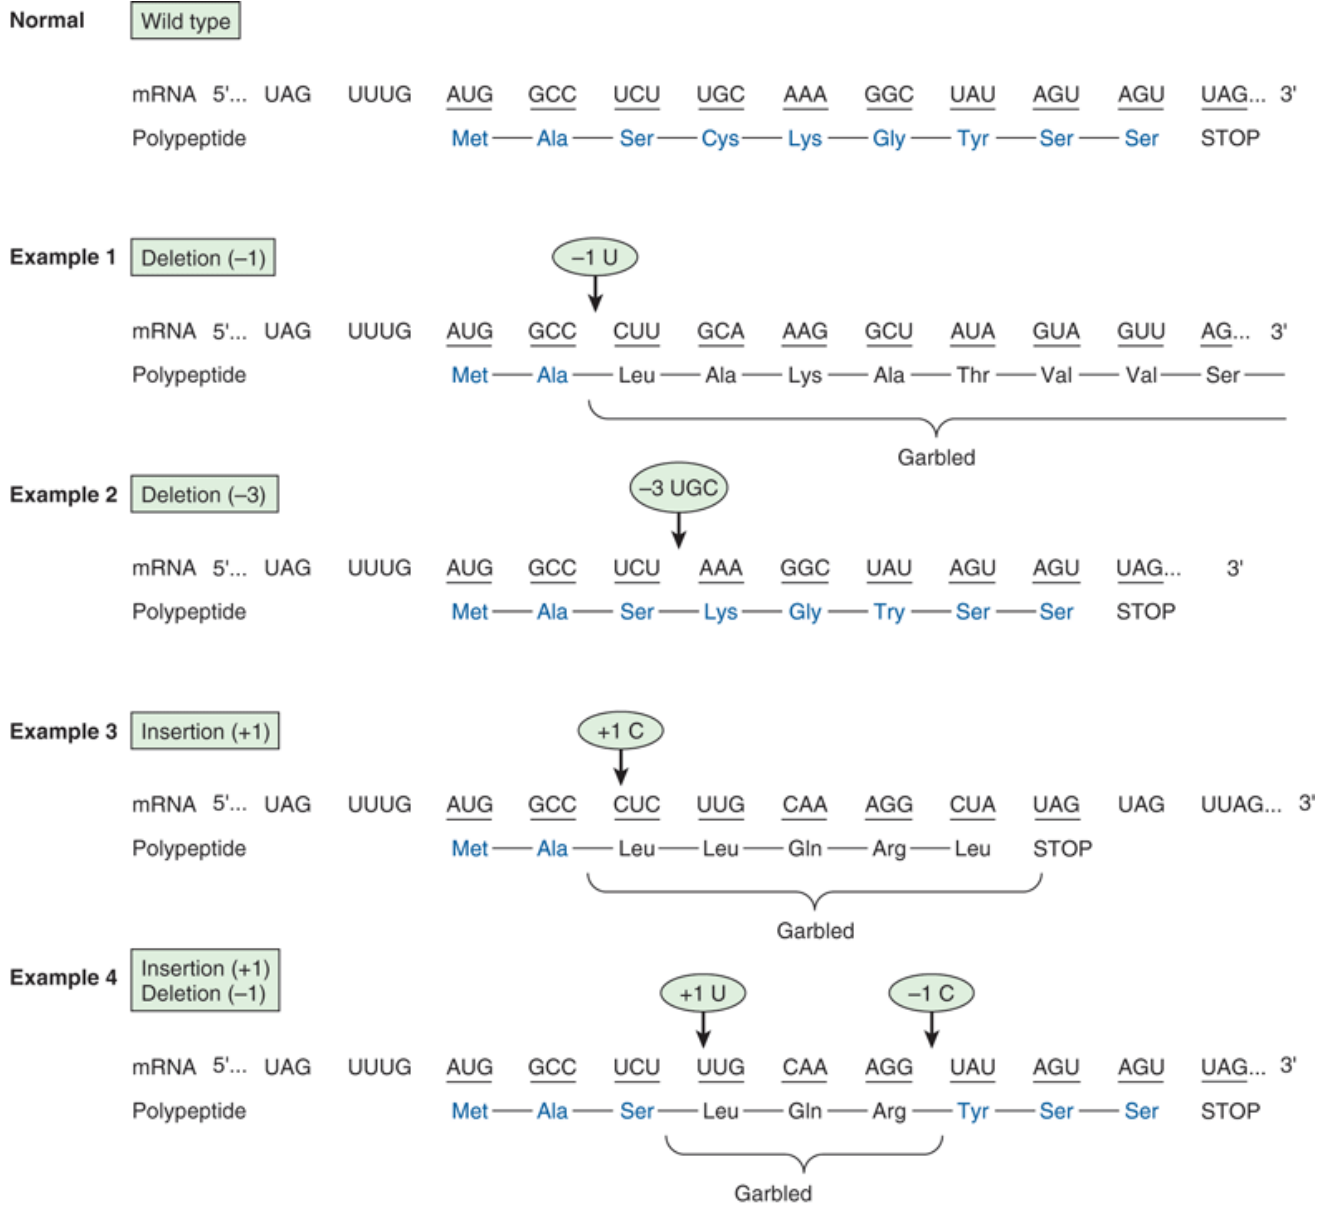 Normal Wild type
mRNA 5'... UAG UUUG AUG GCC UCU UGC AAA GGC UAU AGU AGU UAG... 3'
Polypeptide Met Ala Ser Cys Lys Gly Tyr Ser Ser STOP
Example 1 Deletion (–1) –1 U
mRNA 5'... UAG UUUG AUG GCC CUU GCA AAG GCU AUA GUA GUU AG... 3'
Polypeptide Met Ala Leu Ala Lys Ala Thr Val Val Ser
Garbled
Example 2 Deletion (–3) –3 UGC
mRNA 5'... UAG UUUG AUG GCC UCU AAA GGC UAU AGU AGU UAG... 3'
Polypeptide Met Ala Ser Lys Gly Try Ser Ser STOP
Example 3 Insertion (+1) +1 C
mRNA 5'... UAG UUUG AUG GCC CUC UUG CAA AGG CUA UAG UAG UUAG... 3'
Polypeptide Met Ala Leu Leu Gln Arg Leu STOP
Garbled
Example 4 Insertion (+1)
Deletion (–1) +1 U –1 C
mRNA 5'... UAG UUUG AUG GCC UCU UUG CAA AGG UAU AGU AGU UAG... 3'
Polypeptide Met Ala Ser Leu Gln Arg Tyr Ser Ser STOP
Garbled